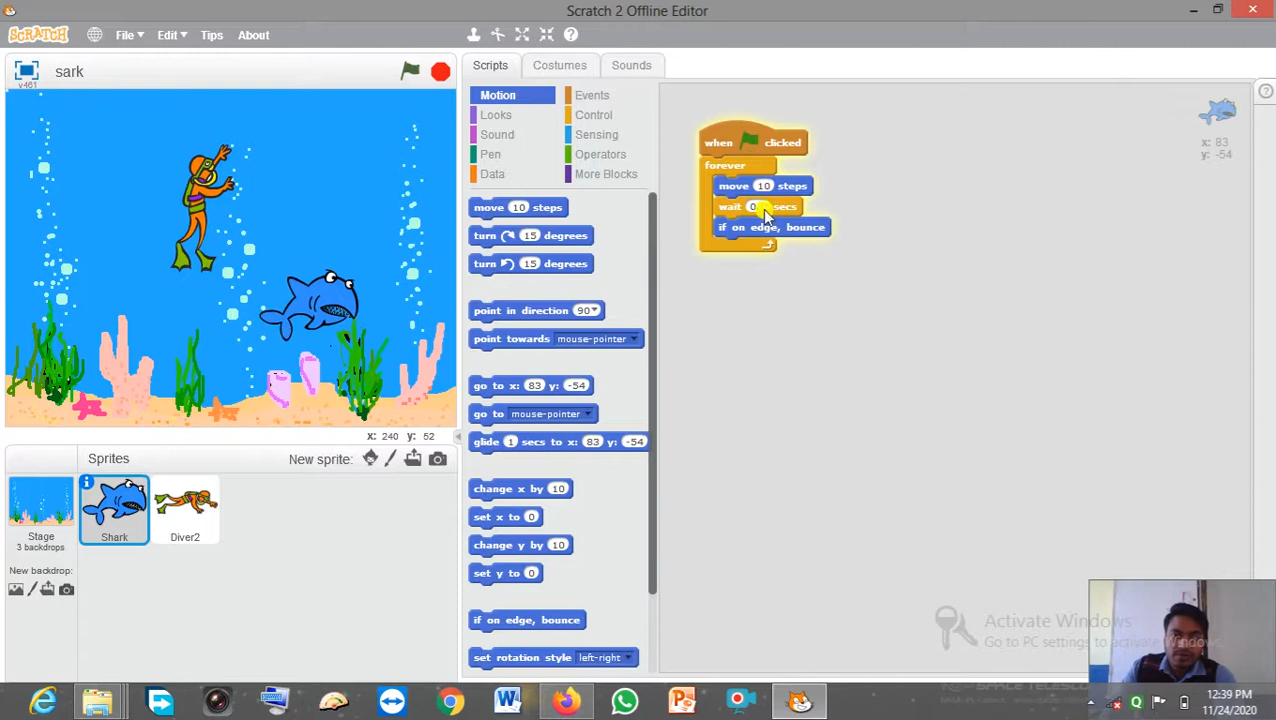 Scratch 2 Offline Editor
SCRATCH File Edit Tips About
v461
sark
Scripts Costumes Sounds
Motion Events
Looks Control
Sound Sensing
Pen Operators
Data More Blocks
move 10 steps
turn 15 degrees
turn 15 degrees
point in direction 90
point towards mouse-pointer
go to x: 83 y: -54
go to mouse-pointer
glide 1 secs to x: 83 y: -54
change x by 10
set x to 0
change y by 10
set y to 0
if on edge, bounce
set rotation style left-right
when clicked
forever
move 10 steps
wait 0 secs
if on edge, bounce
x: 83
y: -54
x: 240 y: 52
Sprites New sprite:
Stage
3 backdrops
Shark
Diver2
New backdrop:
Activate Windows
Go to PC settings to activate Windows.
12:39 PM
11/24/2020